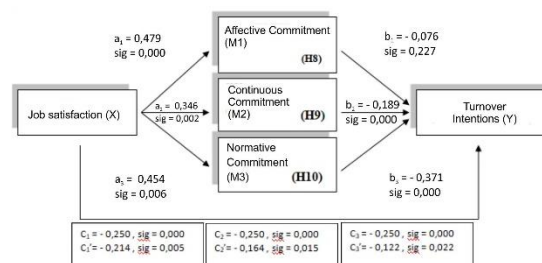 a₁ = 0,479
sig = 0,000
Affective Commitment
(M1)
(H8)
b₁ = - 0,076
sig = 0,227
Job satisfaction (X)
a₂ = 0,346
sig = 0,002
Continuous
Commitment
(M2)
(H9)
b₂ = - 0,189
sig = 0,000
Turnover
Intentions (Y)
a₃ = 0,454
sig = 0,006
Normative
Commitment
(M3)
(H10)
b₃ = - 0,371
sig = 0,000
C₁ = - 0,250 , sig = 0,000
C₁'= - 0,214 , sig = 0,005
C₂ = - 0,250 , sig = 0,000
C₂'= - 0,164 , sig = 0,015
C₃ = - 0,250 , sig = 0,000
C₃'= - 0,122 , sig = 0,022